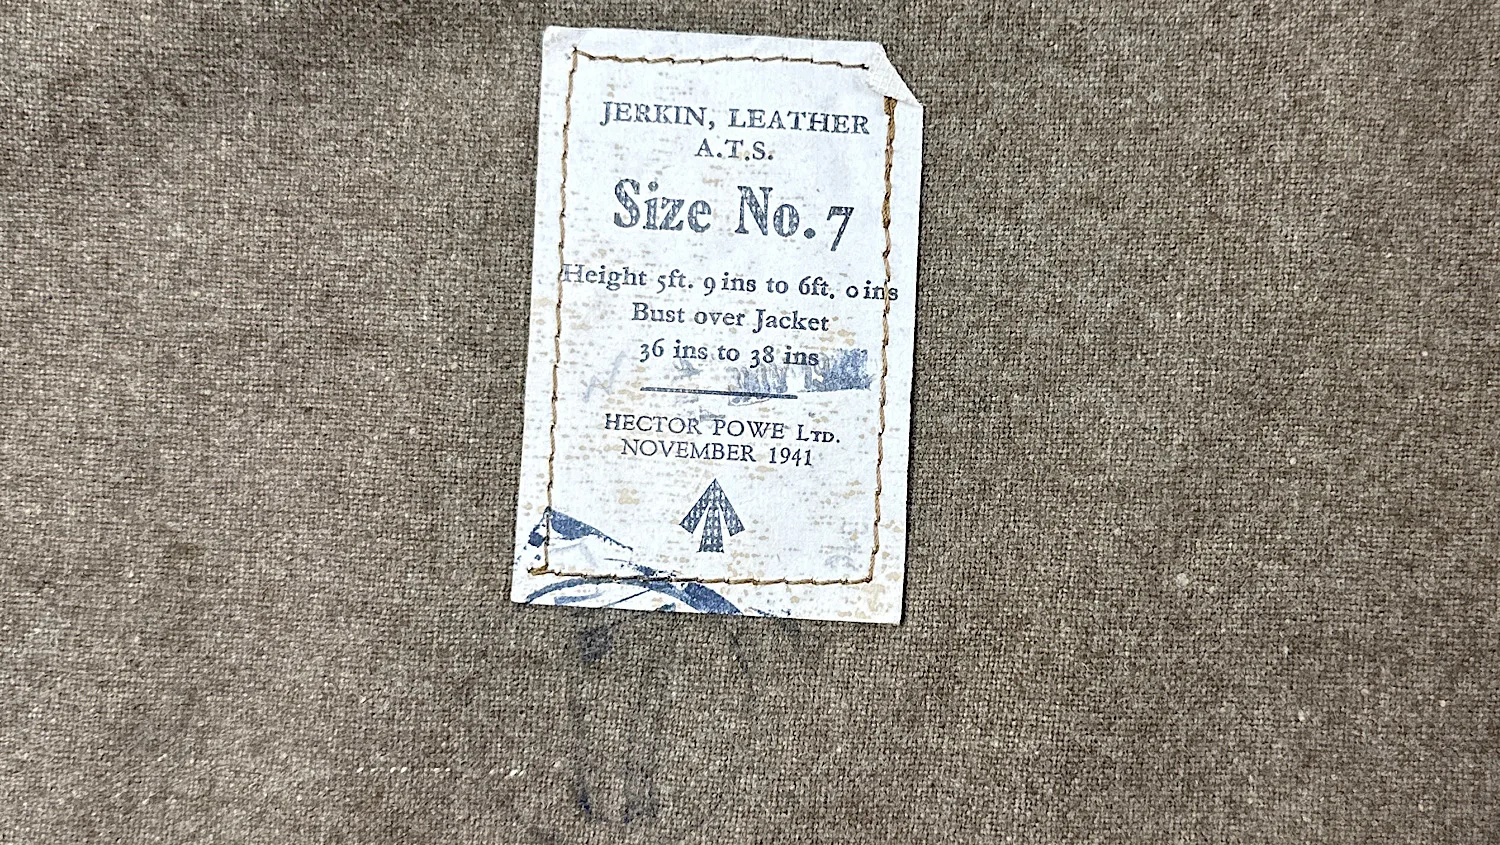 JERKIN, LEATHER
A.T.S.
Size No. 7
Height 5ft. 9 ins to 6ft. 0 ins
Bust over Jacket
36 ins to 38 ins
HECTOR POWE LTD.
NOVEMBER 1941